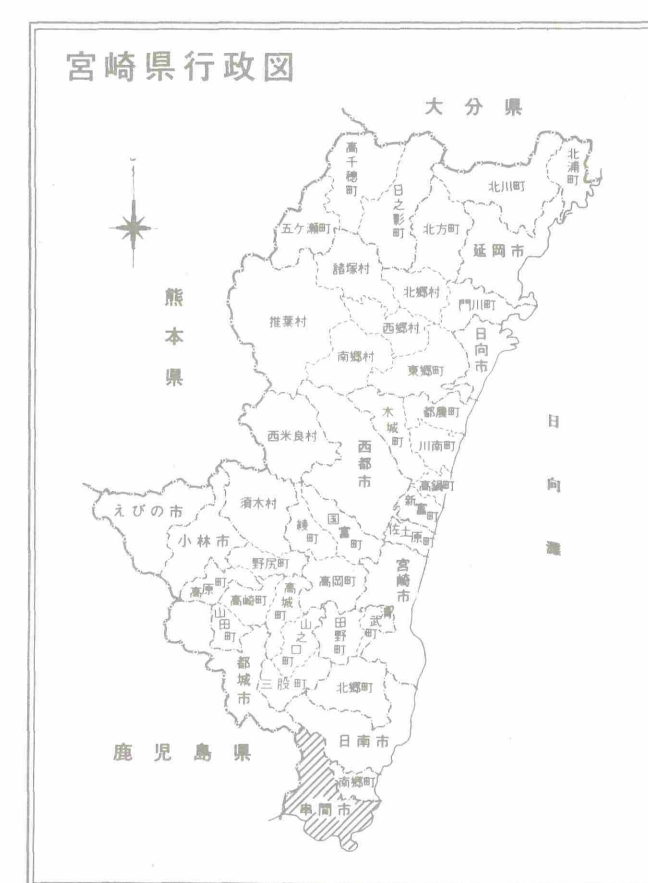 宮崎県行政図
大分県
高千穂町
日之影町
北川町
北浦町
五ケ瀬町
北方町
延岡市
諸塚村
北郷村
門川町
熊本県
椎葉村
西郷村
日向市
南郷村
東郷町
木城町
都農町
日向灘
西米良村
西都市
川南町
高鍋町
えびの市
須木村
綾町
国富町
新富町
佐土原町
小林市
野尻町
高岡町
宮崎市
高原町
高崎町
高城町
山田町
山之口町
田野町
清武町
都城市
三股町
北郷町
鹿児島県
日南市
南郷町
串間市